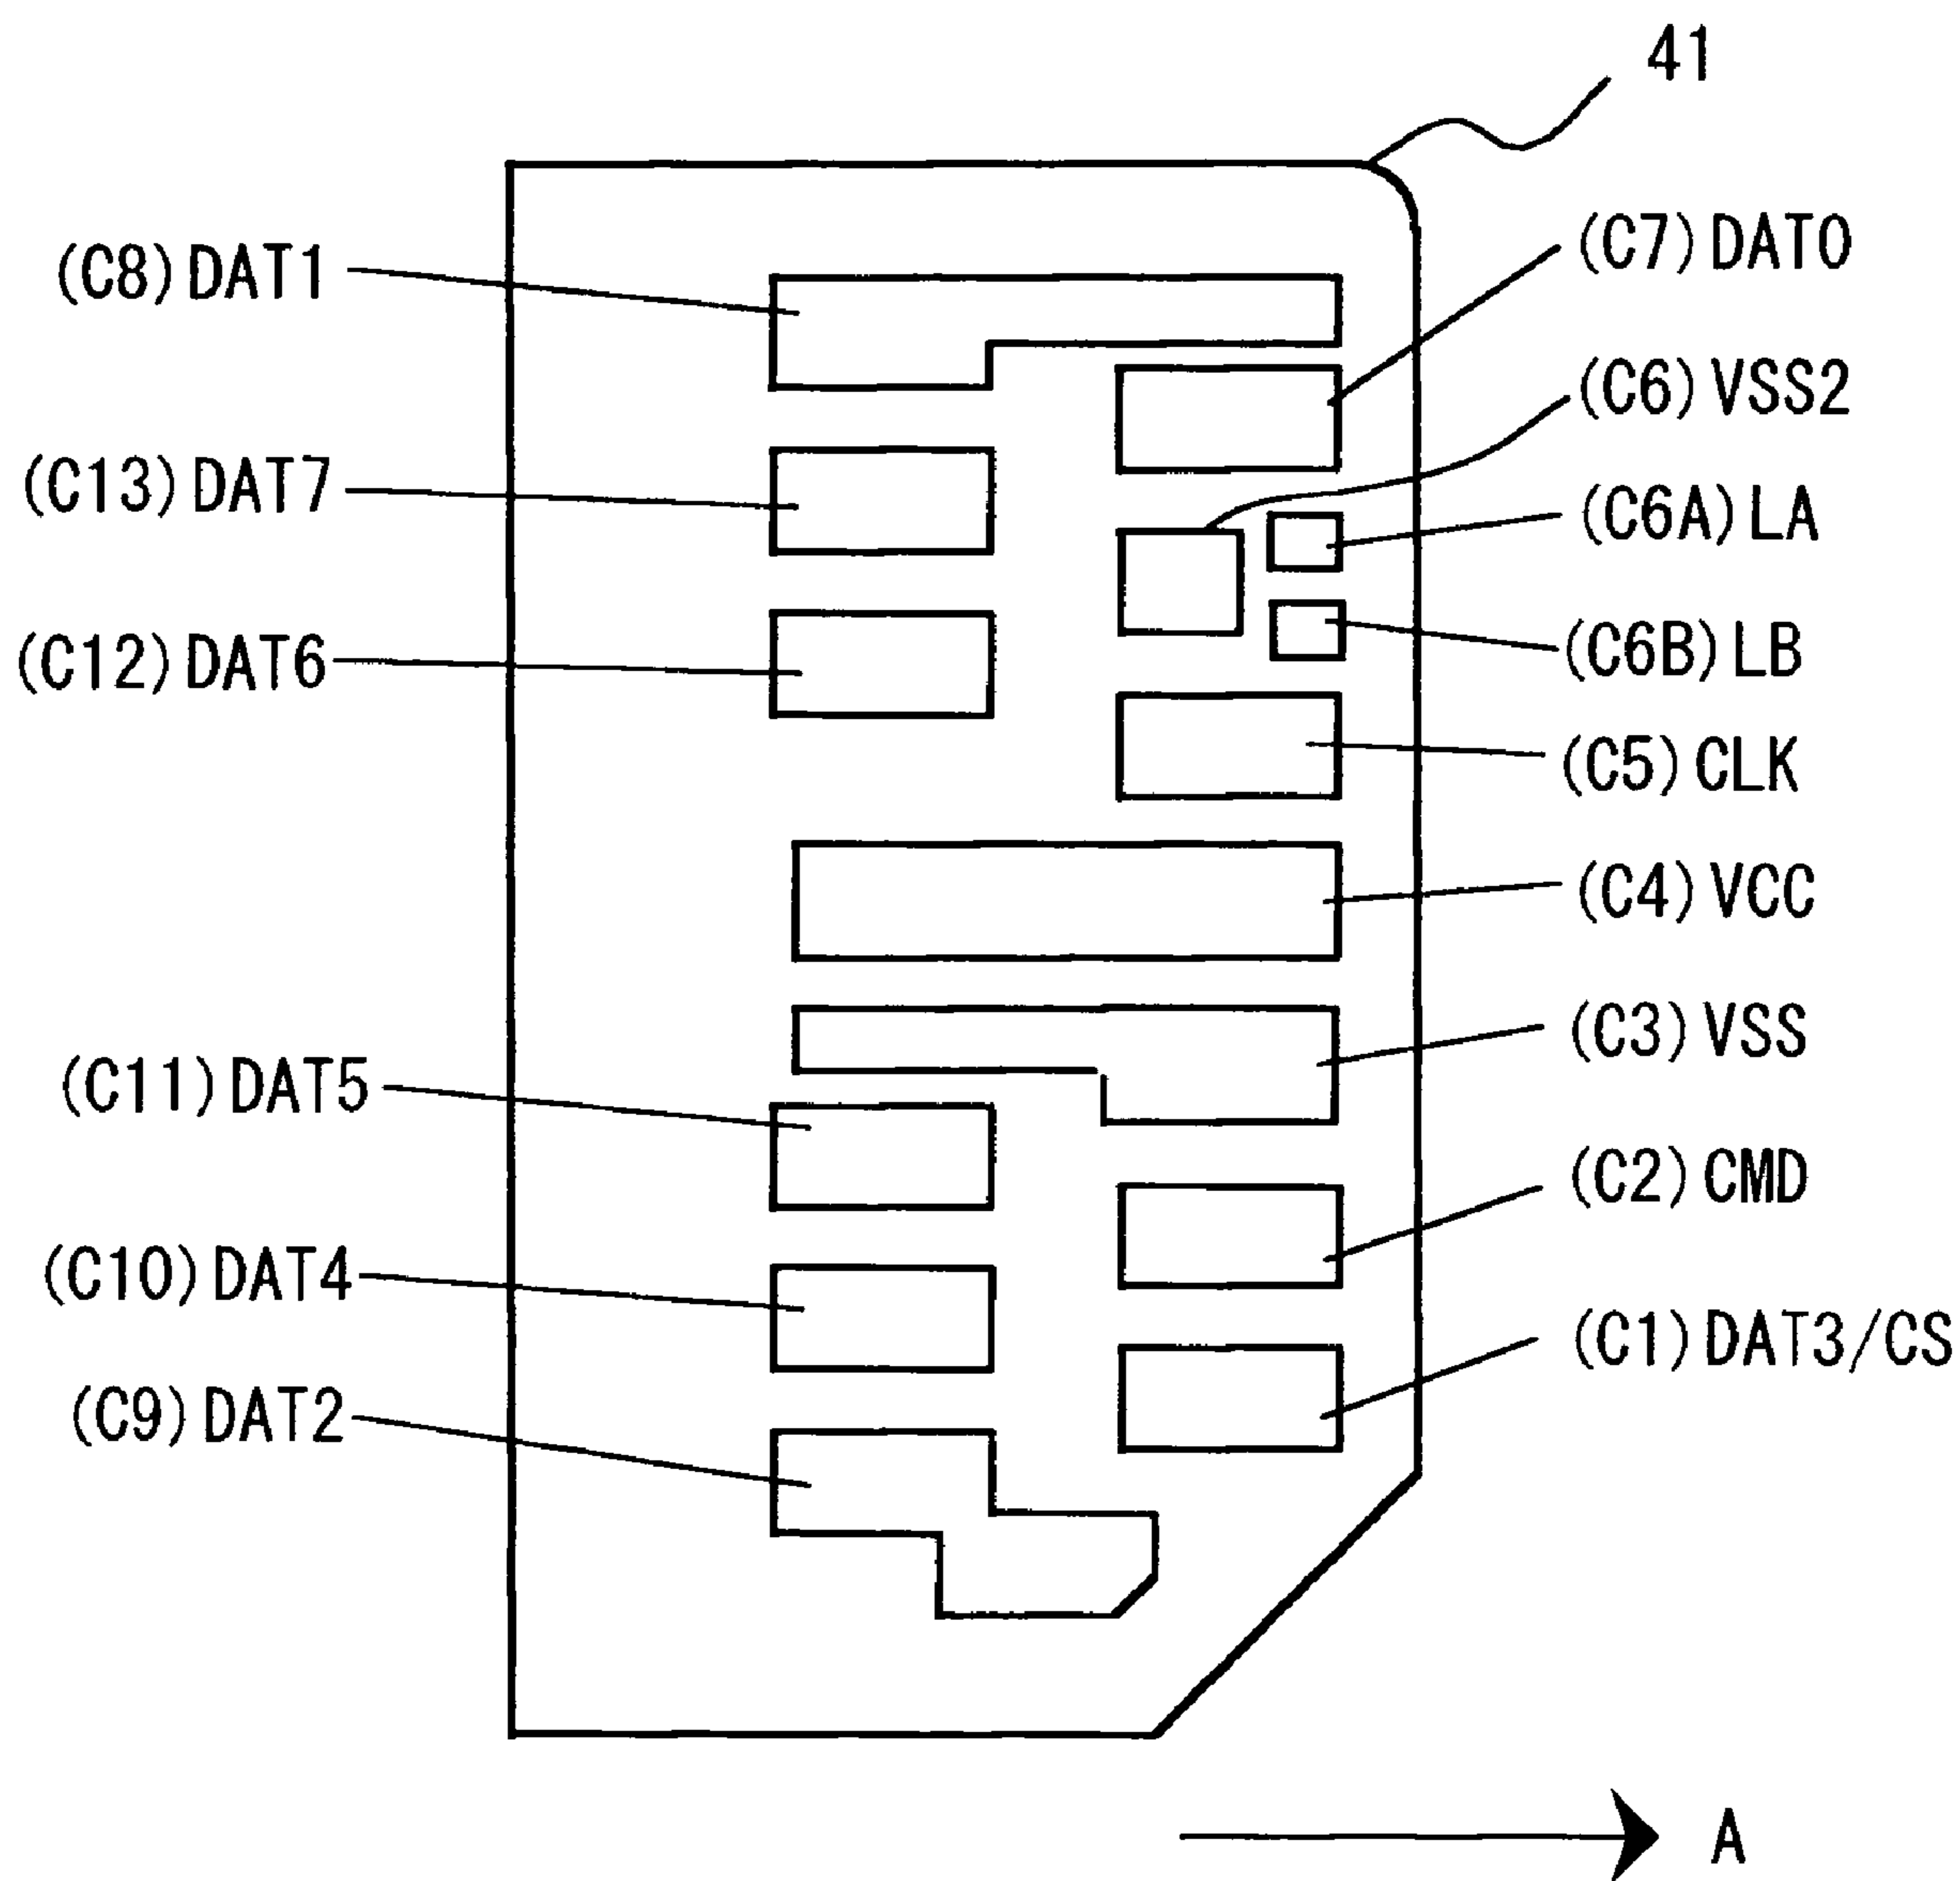 41
(C8)DAT1
(C7)DAT0
(C6)VSS2
(C13)DAT7
(C6A)LA
(C12)DAT6
(C6B)LB
(C5)CLK
(C4)VCC
(C3)VSS
(C11)DAT5
(C2)CMD
(C10)DAT4
(C1)DAT3/CS
(C9)DAT2
A